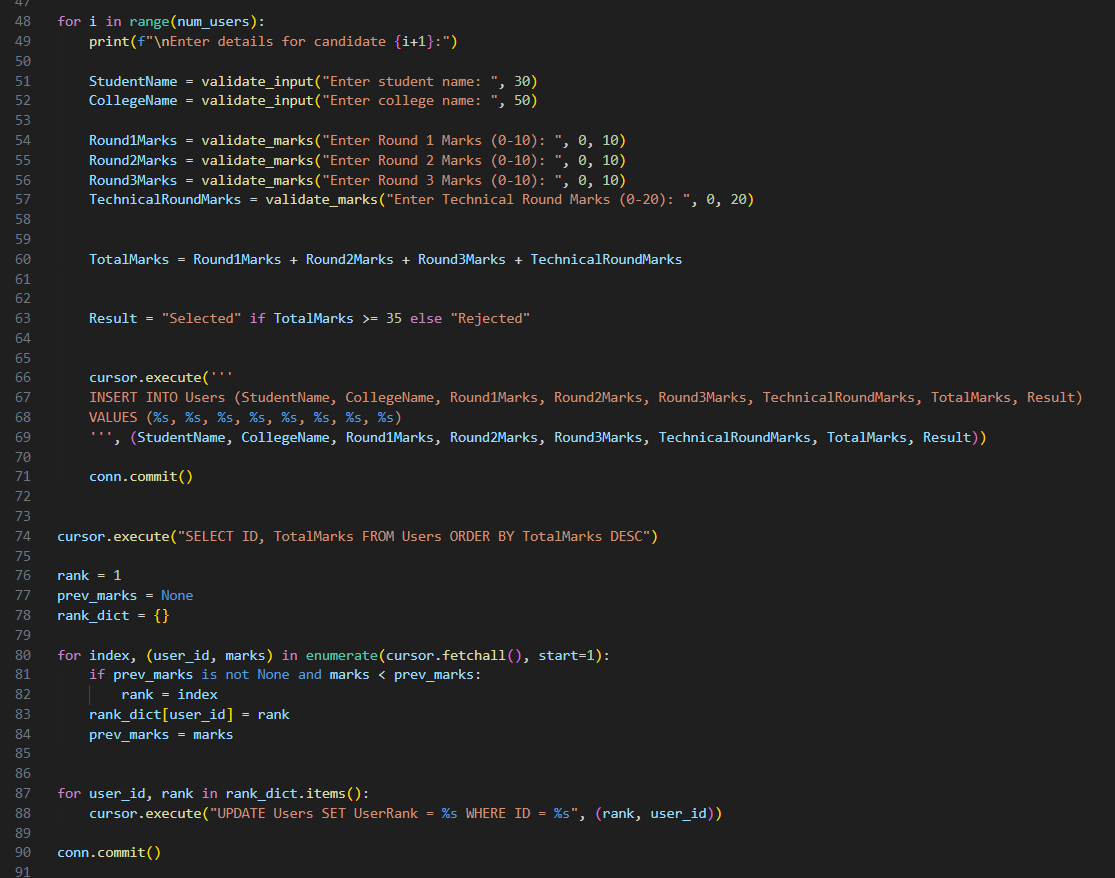 47
48 for i in range(num_users):
49     print(f"\nEnter details for candidate {i+1}:")
50
51     StudentName = validate_input("Enter student name: ", 30)
52     CollegeName = validate_input("Enter college name: ", 50)
53
54     Round1Marks = validate_marks("Enter Round 1 Marks (0-10): ", 0, 10)
55     Round2Marks = validate_marks("Enter Round 2 Marks (0-10): ", 0, 10)
56     Round3Marks = validate_marks("Enter Round 3 Marks (0-10): ", 0, 10)
57     TechnicalRoundMarks = validate_marks("Enter Technical Round Marks (0-20): ", 0, 20)
58
59
60     TotalMarks = Round1Marks + Round2Marks + Round3Marks + TechnicalRoundMarks
61
62
63     Result = "Selected" if TotalMarks >= 35 else "Rejected"
64
65
66     cursor.execute('''
67     INSERT INTO Users (StudentName, CollegeName, Round1Marks, Round2Marks, Round3Marks, TechnicalRoundMarks, TotalMarks, Result)
68     VALUES (%s, %s, %s, %s, %s, %s, %s, %s)
69     ''', (StudentName, CollegeName, Round1Marks, Round2Marks, Round3Marks, TechnicalRoundMarks, TotalMarks, Result))
70
71     conn.commit()
72
73
74 cursor.execute("SELECT ID, TotalMarks FROM Users ORDER BY TotalMarks DESC")
75
76 rank = 1
77 prev_marks = None
78 rank_dict = {}
79
80 for index, (user_id, marks) in enumerate(cursor.fetchall(), start=1):
81     if prev_marks is not None and marks < prev_marks:
82         rank = index
83     rank_dict[user_id] = rank
84     prev_marks = marks
85
86
87 for user_id, rank in rank_dict.items():
88     cursor.execute("UPDATE Users SET UserRank = %s WHERE ID = %s", (rank, user_id))
89
90 conn.commit()
91